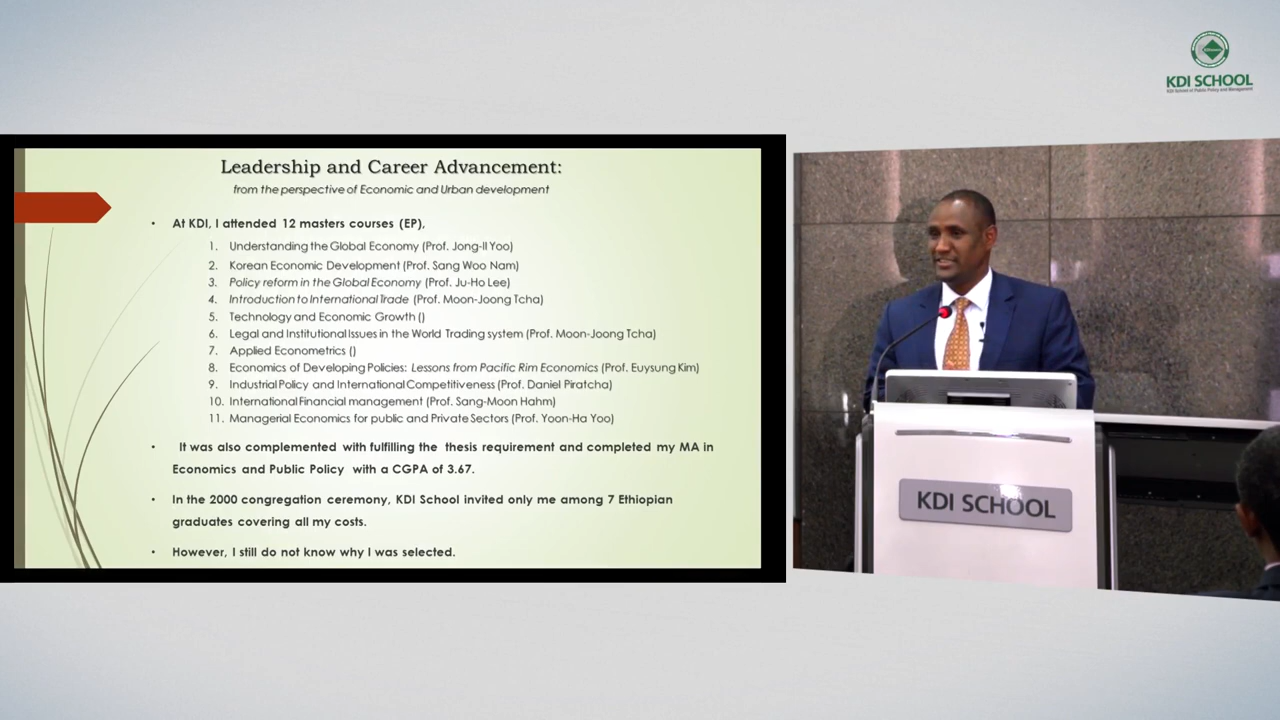 KDI SCHOOL
KDI School of Public Policy and Management
Leadership and Career Advancement:
from the perspective of Economic and Urban development
• At KDI, I attended 12 masters courses (EP),
1. Understanding the Global Economy (Prof. Jong-Il Yoo)
2. Korean Economic Development (Prof. Sang Woo Nam)
3. Policy reform in the Global Economy (Prof. Ju-Ho Lee)
4. Introduction to International Trade (Prof. Moon-Joong Tcha)
5. Technology and Economic Growth ()
6. Legal and Institutional Issues in the World Trading system (Prof. Moon-Joong Tcha)
7. Applied Econometrics ()
8. Economics of Developing Policies: Lessons from Pacific Rim Economics (Prof. Euysung Kim)
9. Industrial Policy and International Competitiveness (Prof. Daniel Piratcha)
10. International Financial management (Prof. Sang-Moon Hahm)
11. Managerial Economics for public and Private Sectors (Prof. Yoon-Ha Yoo)
• It was also complemented with fulfilling the thesis requirement and completed my MA in
Economics and Public Policy with a CGPA of 3.67.
• In the 2000 congregation ceremony, KDI School invited only me among 7 Ethiopian
graduates covering all my costs.
• However, I still do not know why I was selected.
KDI SCHOOL